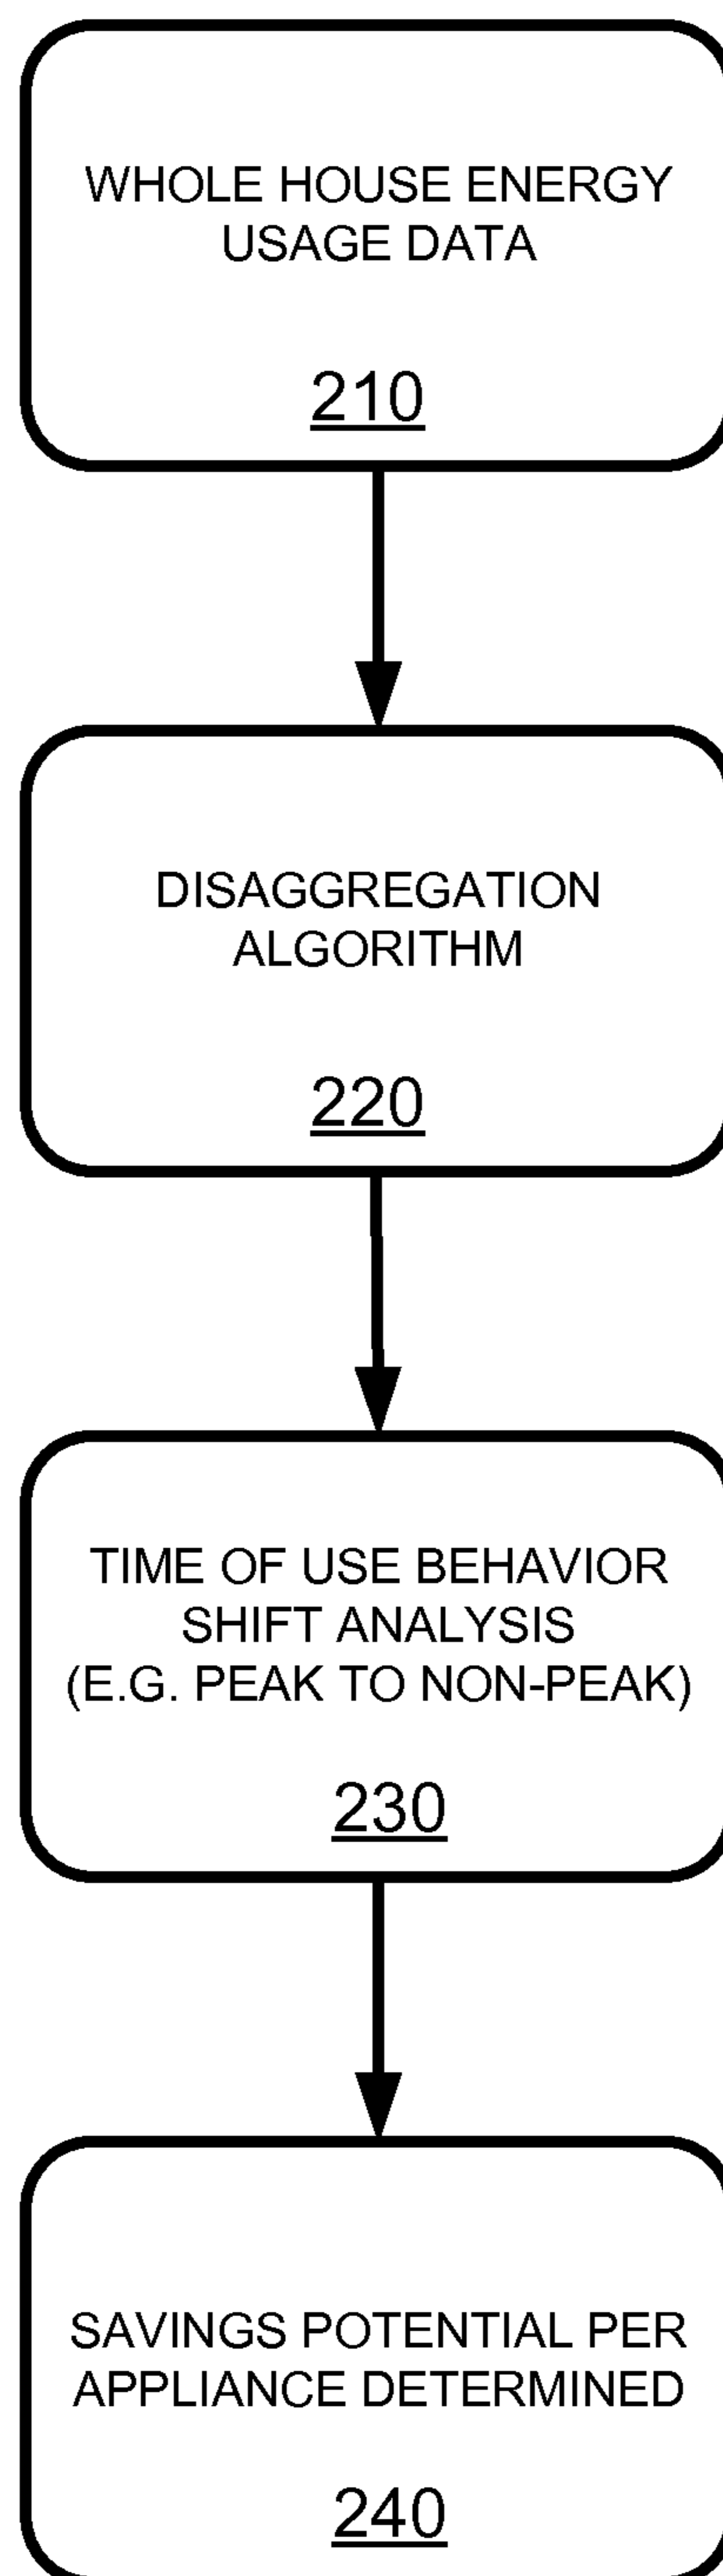 WHOLE HOUSE ENERGY
USAGE DATA
210
DISAGGREGATION
ALGORITHM
220
TIME OF USE BEHAVIOR
SHIFT ANALYSIS
(E.G. PEAK TO NON-PEAK)
230
SAVINGS POTENTIAL PER
APPLIANCE DETERMINED
240